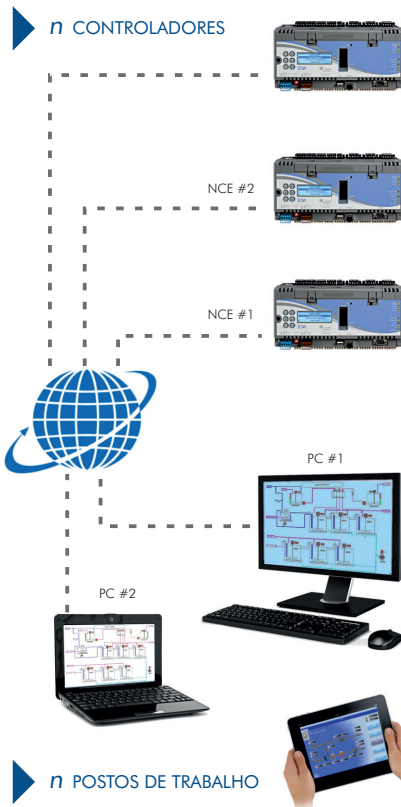 n CONTROLADORES
NCE #2
NCE #1
PC #1
PC #2
n POSTOS DE TRABALHO